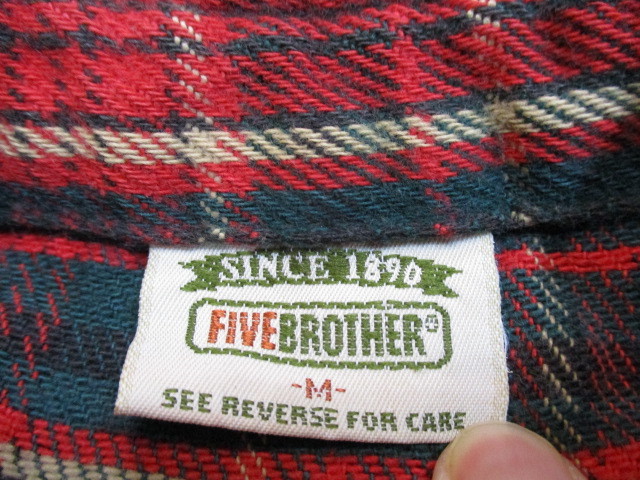 SINCE 1890
FIVEBROTHER®
-M-
SEE REVERSE FOR CARE